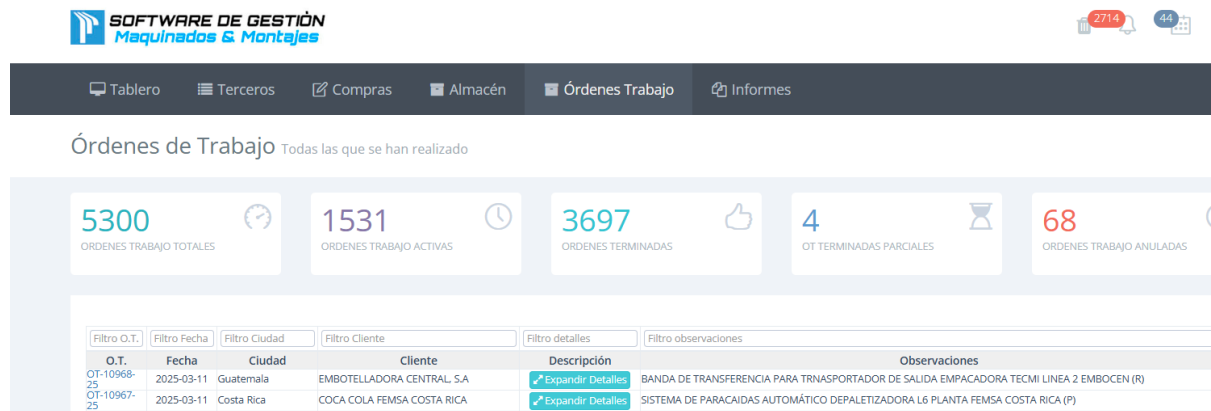 SOFTWARE DE GESTIÒN
Maquinados & Montajes
2714
44
Tablero Terceros Compras Almacén Órdenes Trabajo Informes
Órdenes de Trabajo Todas las que se han realizado
5300 1531 3697 4 68
ORDENES TRABAJO TOTALES ORDENES TRABAJO ACTIVAS ORDENES TERMINADAS OT TERMINADAS PARCIALES ORDENES TRABAJO ANULADAS
Filtro O.T. Filtro Fecha Filtro Ciudad Filtro Cliente Filtro detalles Filtro observaciones
O.T. Fecha Ciudad Cliente Descripción Observaciones
OT-10968-25 2025-03-11 Guatemala EMBOTELLADORA CENTRAL, S.A Expandir Detalles BANDA DE TRANSFERENCIA PARA TRNASPORTADOR DE SALIDA EMPACADORA TECMI LINEA 2 EMBOCEN (R)
OT-10967-25 2025-03-11 Costa Rica COCA COLA FEMSA COSTA RICA Expandir Detalles SISTEMA DE PARACAIDAS AUTOMÁTICO DEPALETIZADORA L6 PLANTA FEMSA COSTA RICA (P)